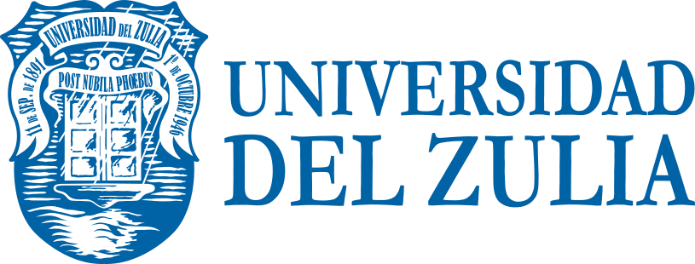 UNIVERSIDAD DEL ZULIA
11 DE SEP. DE 1891
1º DE OCTUBRE 1946
POST NUBILA PHOEBUS
UNIVERSIDAD
DEL ZULIA